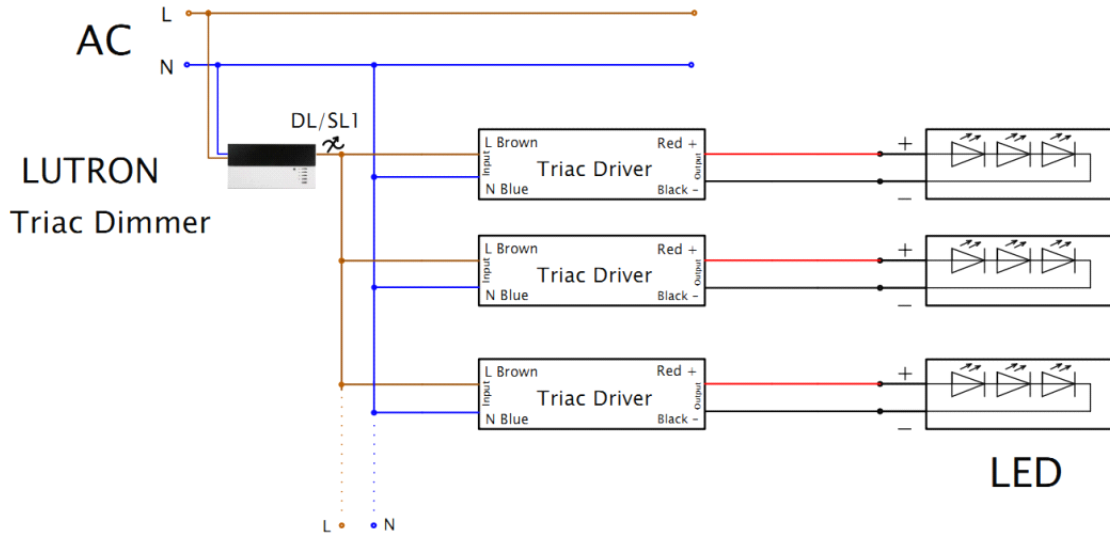 L
AC
N
DL/SL1
LUTRON
Triac Dimmer
L Brown
Red +
Input
Triac Driver
Output
N Blue
Black -
+
−
L Brown
Red +
Input
Triac Driver
Output
N Blue
Black -
+
−
L Brown
Red +
Input
Triac Driver
Output
N Blue
Black -
+
−
LED
L
N